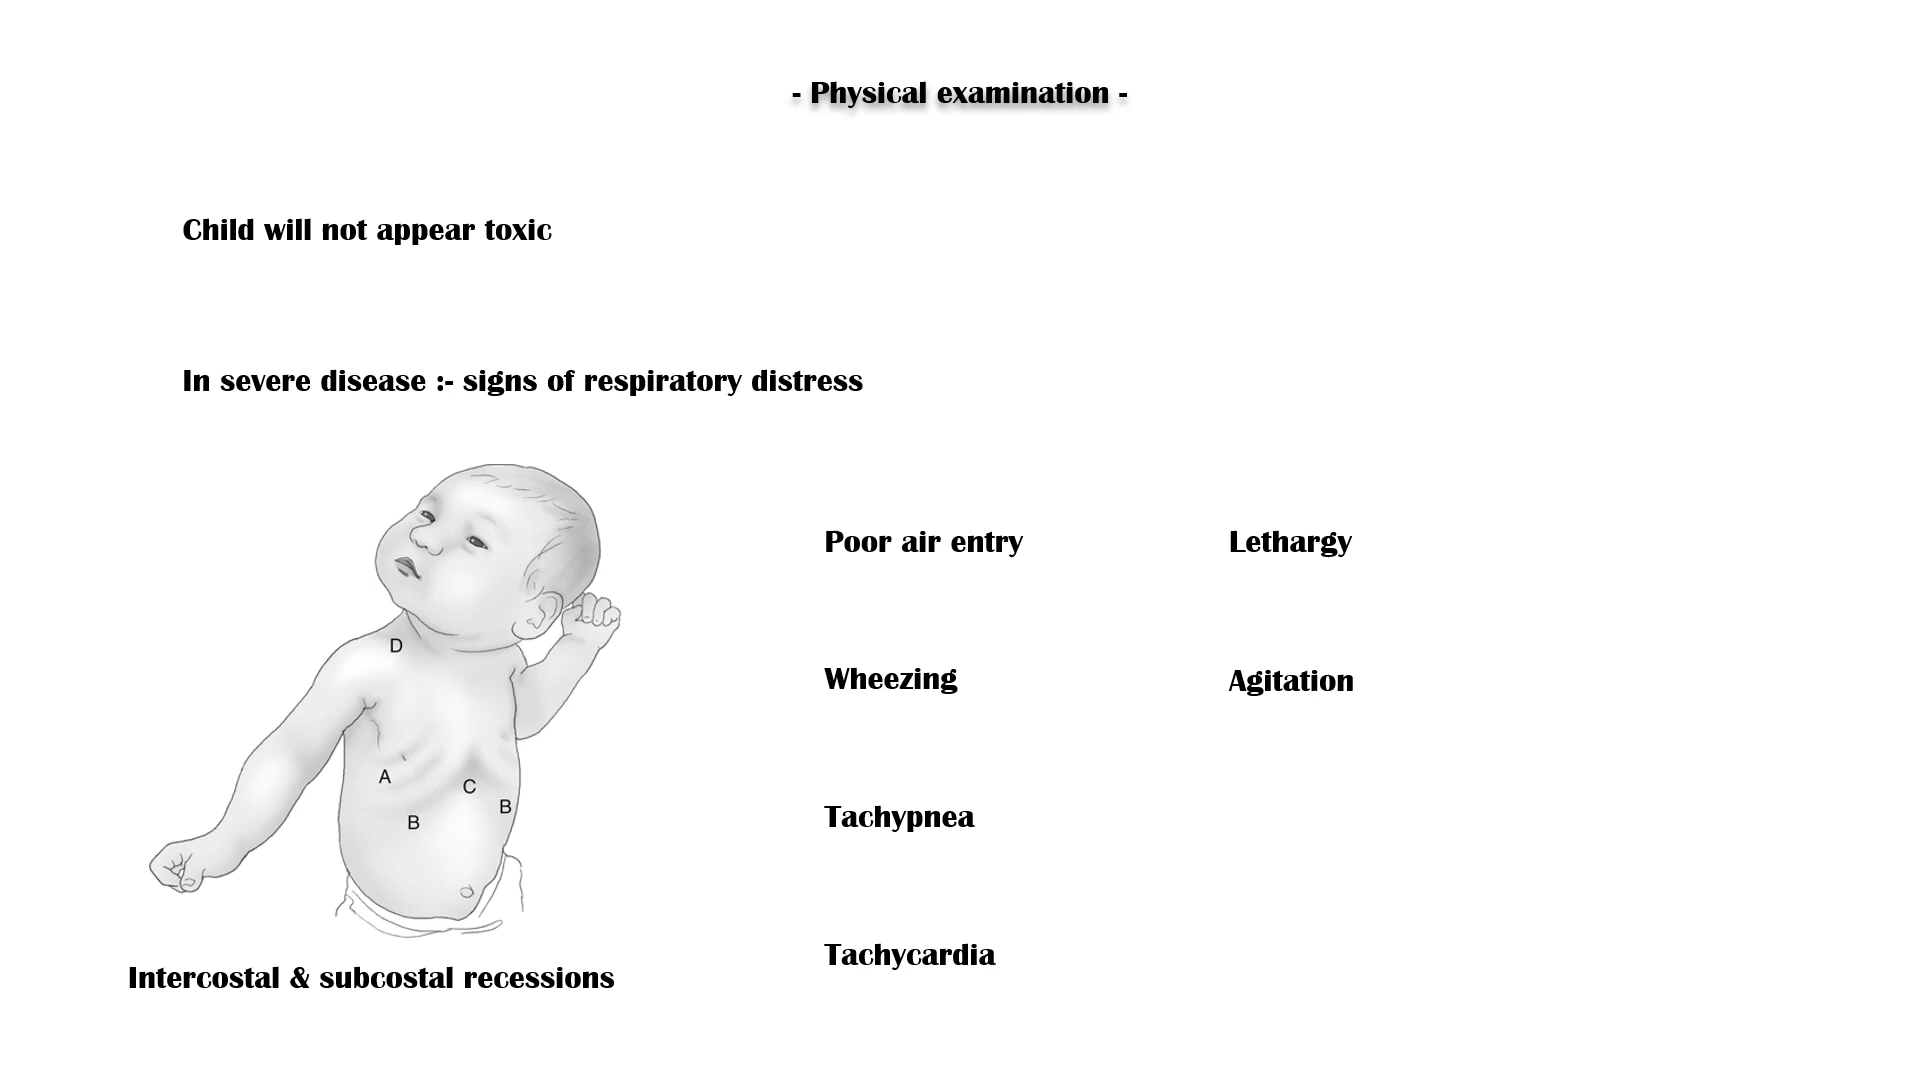 - Physical examination -
Child will not appear toxic
In severe disease :- signs of respiratory distress
Poor air entry
Lethargy
Wheezing
Agitation
Tachypnea
Tachycardia
D
A
C
B
B
Intercostal & subcostal recessions